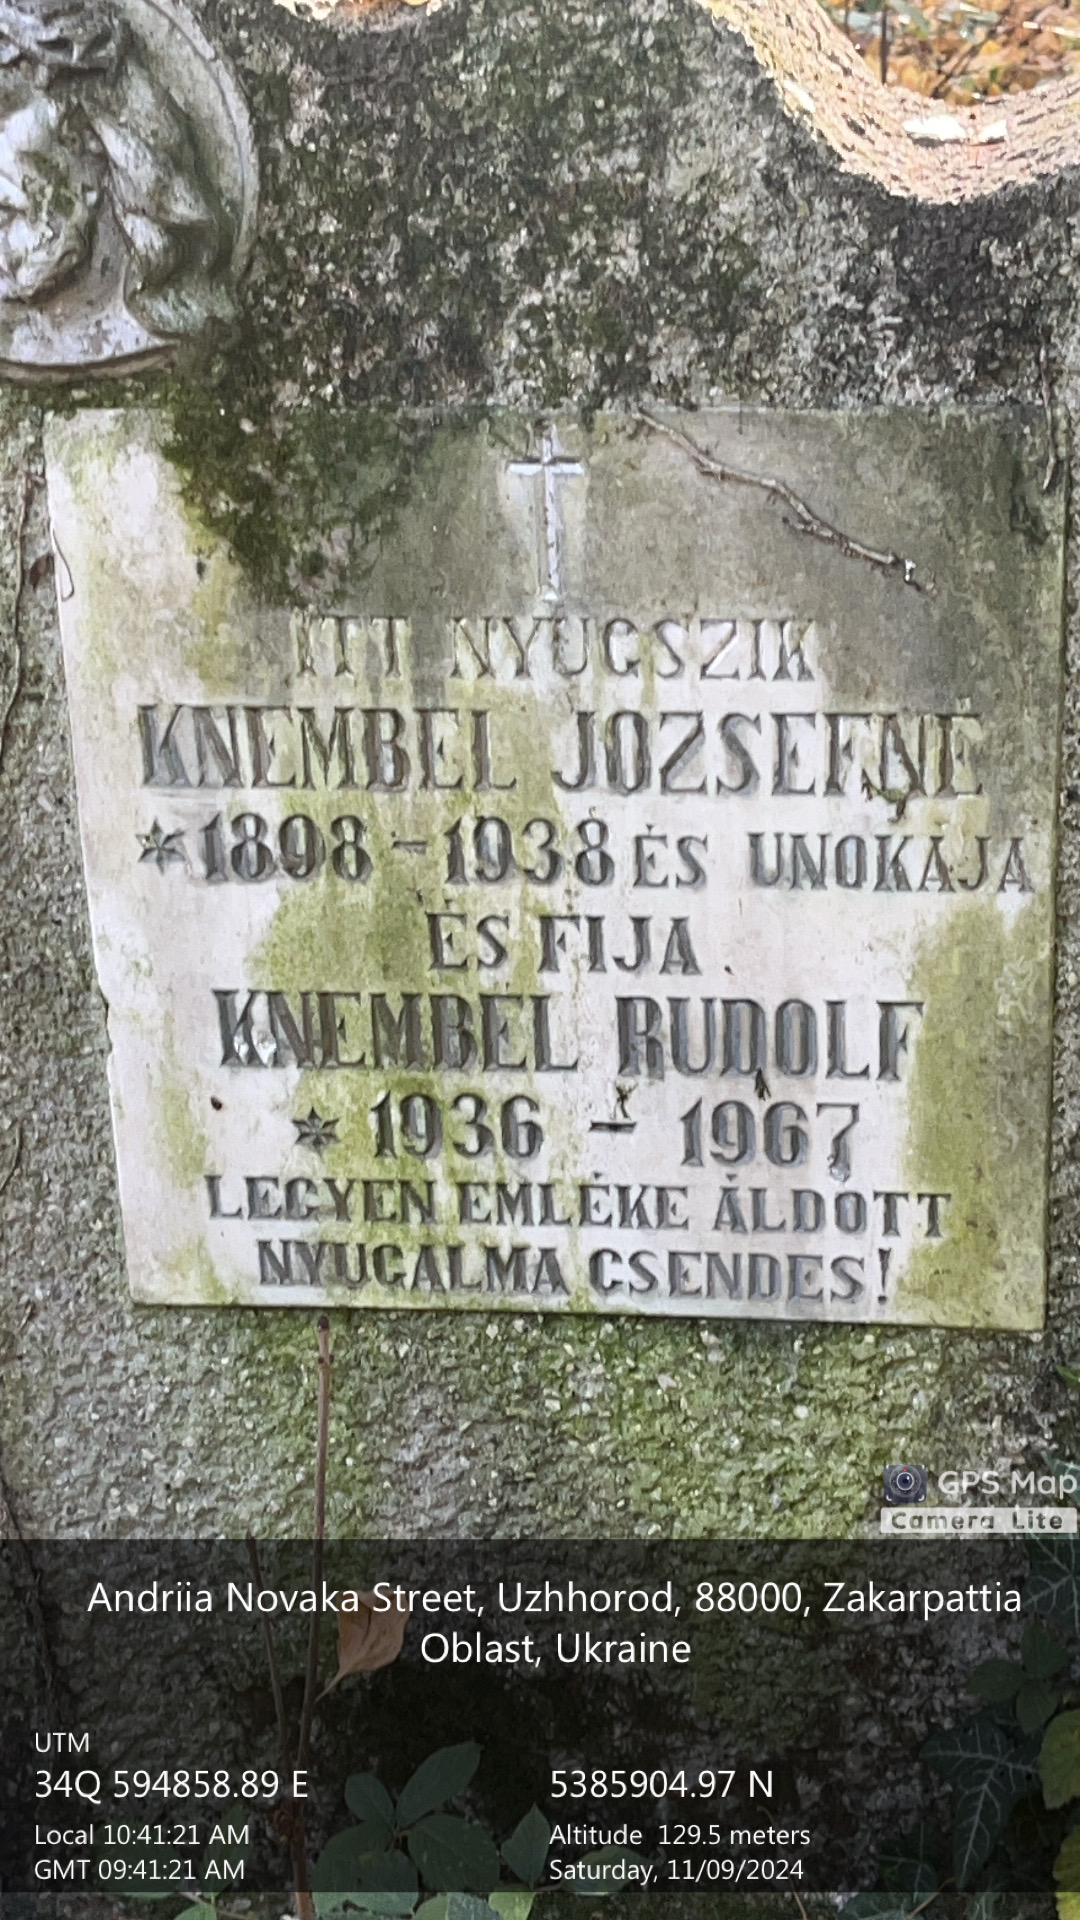 ITT NYUGSZIK
KNEMBEL JOZSEFNE
*1898 - 1938 ÉS UNOKÁJA
ÉS FIJA
KNEMBEL RUDOLF
* 1936 - 1967
LEGYEN EMLÉKE ÁLDOTT
NYUGALMA CSENDES!
GPS Map
Camera Lite
Andriia Novaka Street, Uzhhorod, 88000, Zakarpattia
Oblast, Ukraine
UTM
34Q 594858.89 E 5385904.97 N
Local 10:41:21 AM Altitude 129.5 meters
GMT 09:41:21 AM Saturday, 11/09/2024